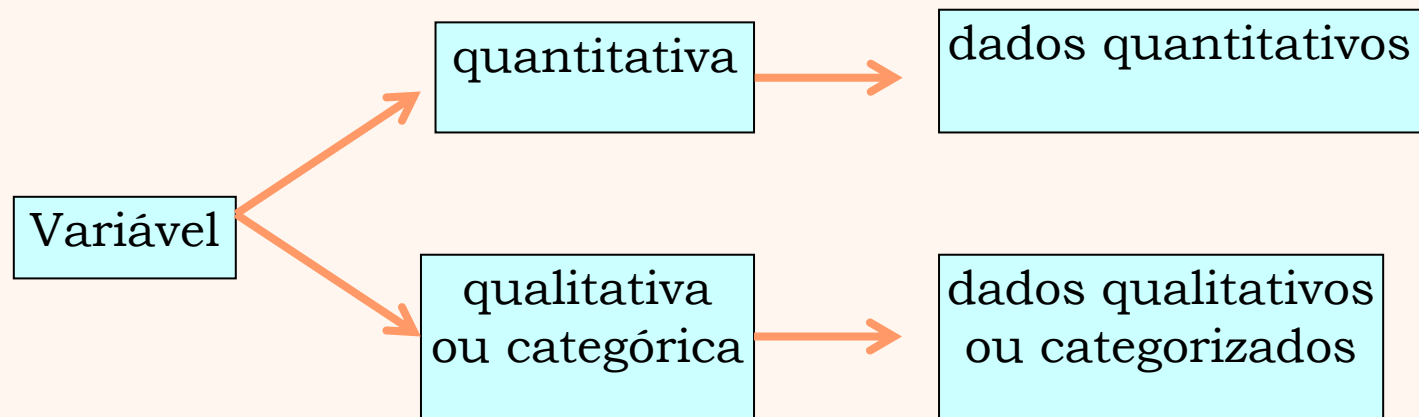 quantitativa
dados quantitativos
Variável
qualitativa
ou categórica
dados qualitativos
ou categorizados